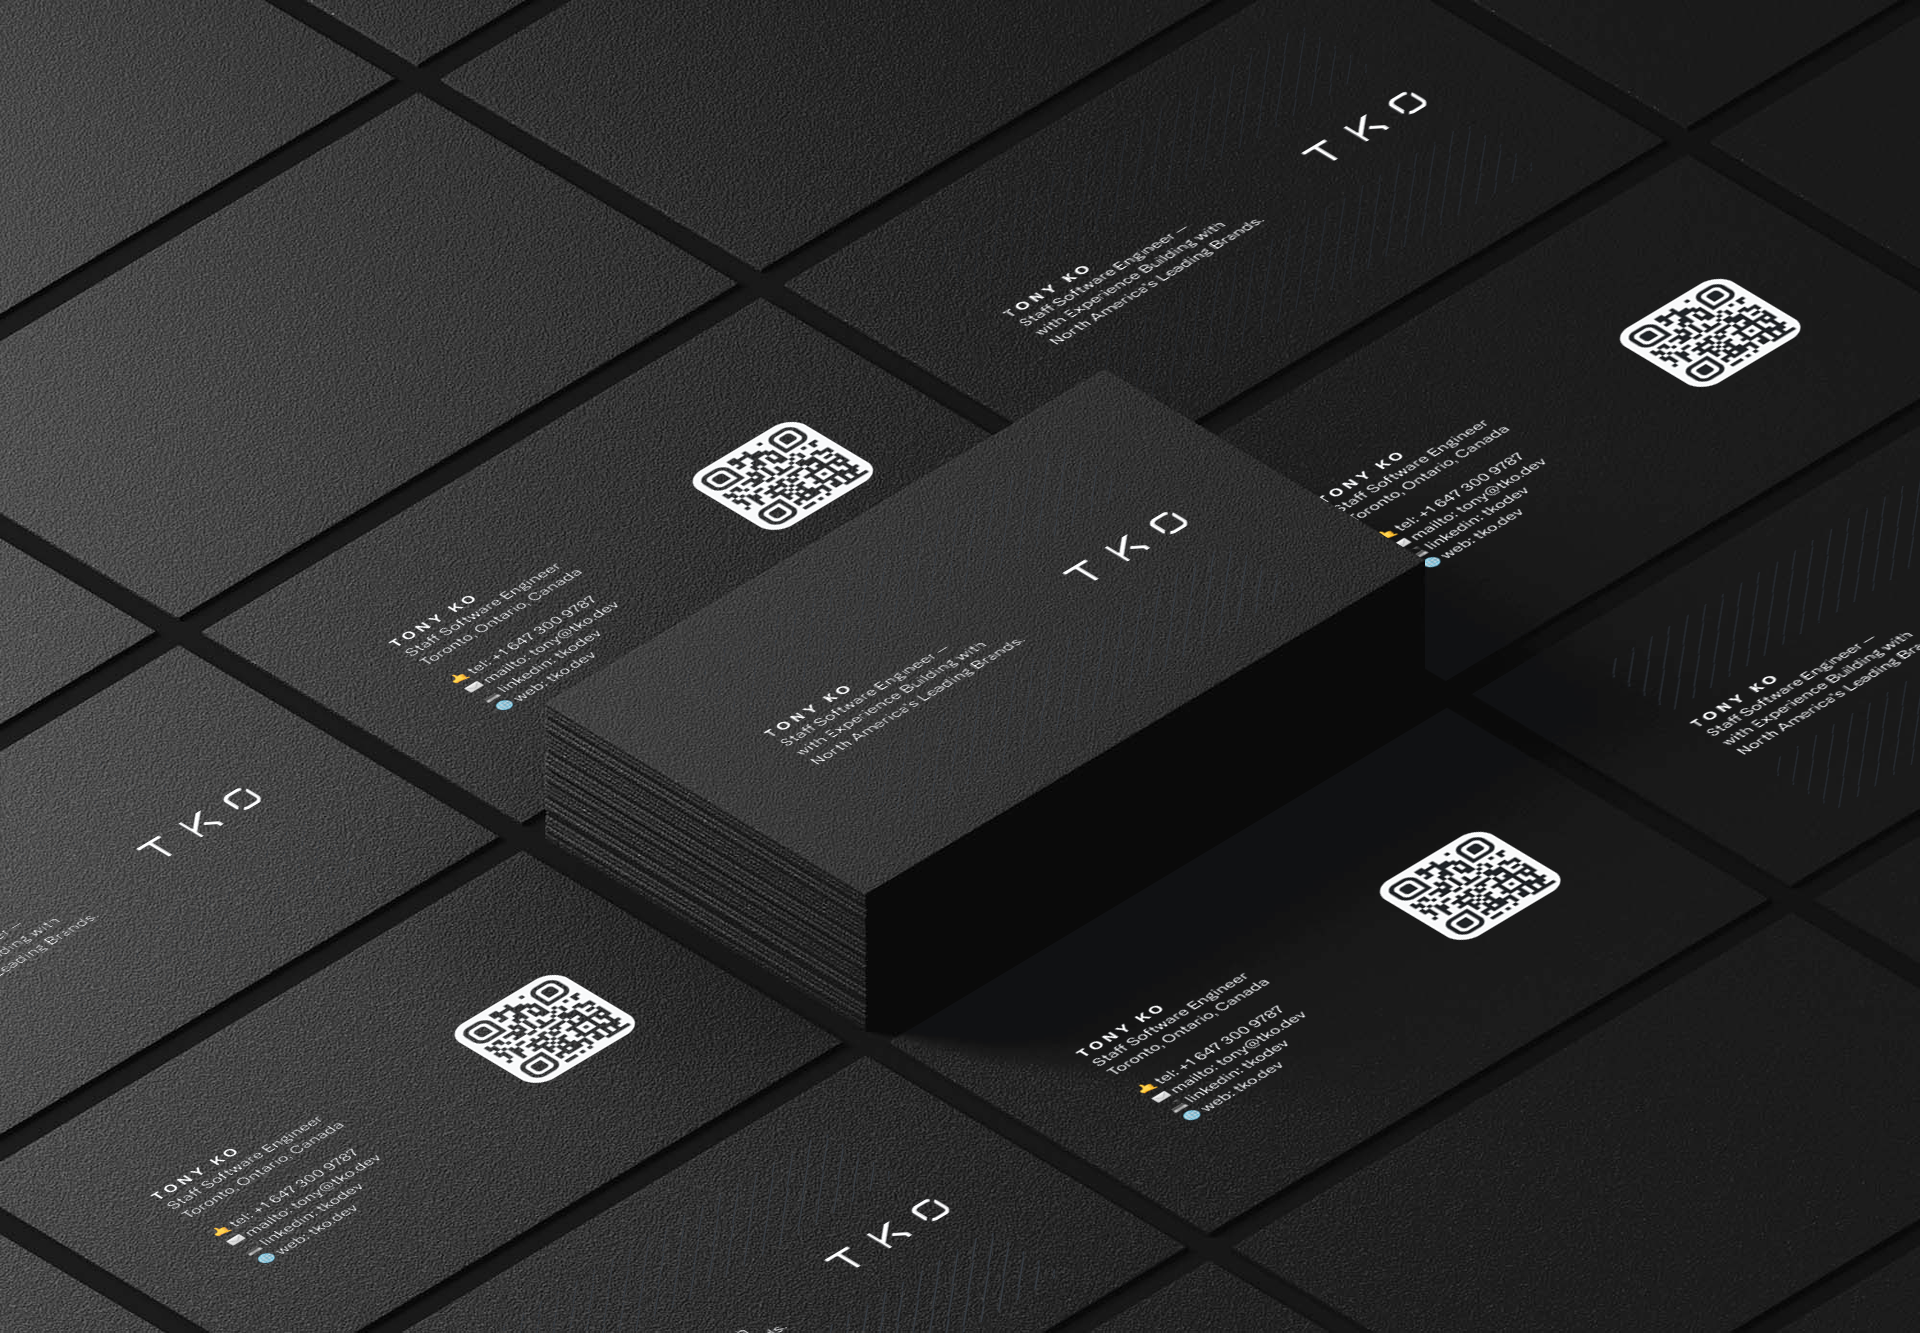 TKO
TONY KO
Staff Software Engineer —
with Experience Building with
North America's Leading Brands.
TONY KO
Staff Software Engineer
Toronto, Ontario, Canada
tel: +1 647 300 9787
mailto: tony@tko.dev
linkedin: tkodev
web: tko.dev
TONY KO
Staff Software Engineer
Toronto, Ontario, Canada
tel: +1 647 300 9787
mailto: tony@tko.dev
linkedin: tkodev
web: tko.dev
TKO
TONY KO
Staff Software Engineer —
with Experience Building with
North America's Leading Brands.
TONY KO
Staff Software Engineer —
with Experience Building with
North America's Leading
TKO
Leading Brands.
TONY KO
Staff Software Engineer
Toronto, Ontario, Canada
tel: +1 647 300 9787
mailto: tony@tko.dev
linkedin: tkodev
web: tko.dev
TONY KO
Staff Software Engineer
Toronto, Ontario, Canada
tel: +1 647 300 9787
mailto: tony@tko.dev
linkedin: tkodev
web: tko.dev
TKO